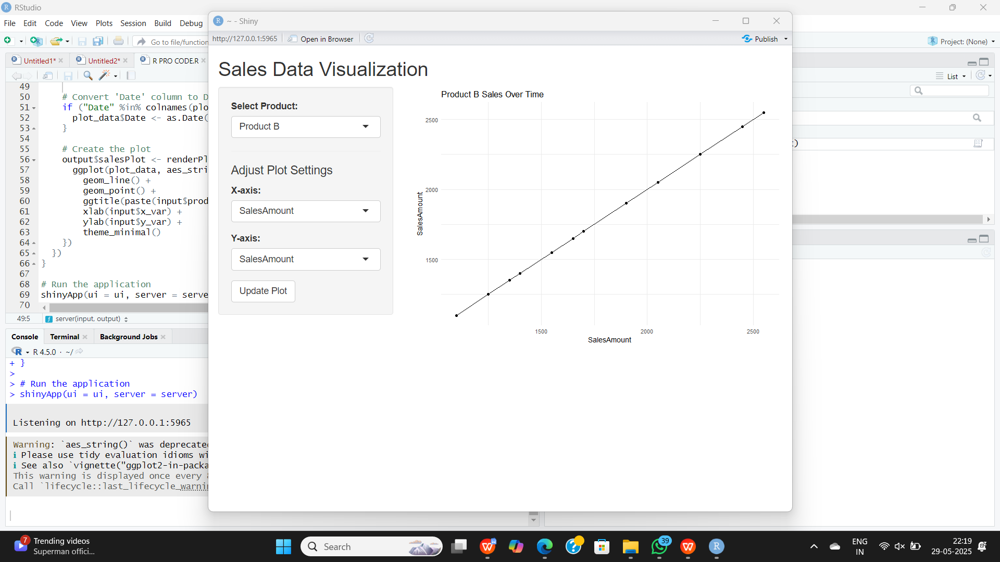 RStudio
File Edit Code View Plots Session Build Debug
Go to file/function
Project: (None)
Untitled1*
Untitled2*
R PRO CODE.R
49
50 # Convert 'Date' column to D
51 if ("Date" %in% colnames(plo
52 plot_data$Date <- as.Date(
53 }
54
55 # Create the plot
56 output$salesPlot <- renderPl
57 ggplot(plot_data, aes_stri
58 geom_line() +
59 geom_point() +
60 ggtitle(paste(input$prod
61 xlab(input$x_var) +
62 ylab(input$y_var) +
63 theme_minimal()
64 })
65 })
66 }
67
68 # Run the application
69 shinyApp(ui = ui, server = serve
70
49:5 server(input, output)
Console Terminal Background Jobs
R 4.5.0 · ~/
+ }
>
> # Run the application
> shinyApp(ui = ui, server = server)
Listening on http://127.0.0.1:5965
Warning: `aes_string()` was deprecate
ℹ Please use tidy evaluation idioms wi
ℹ See also `vignette("ggplot2-in-packa
This warning is displayed once every
Call `lifecycle::last_lifecycle_warnin
~ - Shiny
http://127.0.0.1:5965 Open in Browser
Publish
Sales Data Visualization
Select Product:
Product B
Adjust Plot Settings
X-axis:
SalesAmount
Y-axis:
SalesAmount
Update Plot
Product B Sales Over Time
2500
2000
1500
SalesAmount
1500 2000 2500
SalesAmount
List
)
7
Trending videos
Superman offici...
Search
39
ENG
IN
22:19
29-05-2025